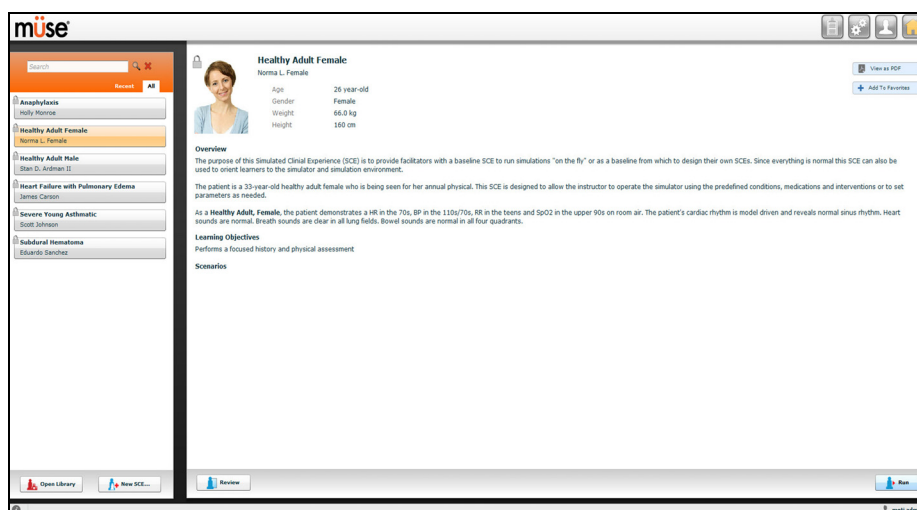 müse
Search
Recent All
Anaphylaxis
Holly Monroe
Healthy Adult Female
Norma L. Female
Healthy Adult Male
Stan D. Ardman II
Heart Failure with Pulmonary Edema
James Carson
Severe Young Asthmatic
Scott Johnson
Subdural Hematoma
Eduardo Sanchez
Open Library
New SCE...
Healthy Adult Female
Norma L. Female
Age 26 year-old
Gender Female
Weight 66.0 kg
Height 160 cm
View as PDF
Add To Favorites
Overview
The purpose of this Simulated Clinial Experience (SCE) is to provide facilitators with a baseline SCE to run simulations "on the fly" or as a baseline from which to design their own SCEs. Since everything is normal this SCE can also be
used to orient learners to the simulator and simulation environment.
The patient is a 33-year-old healthy adult female who is being seen for her annual physical. This SCE is designed to allow the instructor to operate the simulator using the predefined conditions, medications and interventions or to set
parameters as needed.
As a Healthy Adult, Female, the patient demonstrates a HR in the 70s, BP in the 110s/70s, RR in the teens and SpO2 in the upper 90s on room air. The patient's cardiac rhythm is model driven and reveals normal sinus rhythm. Heart
sounds are normal. Breath sounds are clear in all lung fields. Bowel sounds are normal in all four quadrants.
Learning Objectives
Performs a focused history and physical assessment
Scenarios
Review
Run